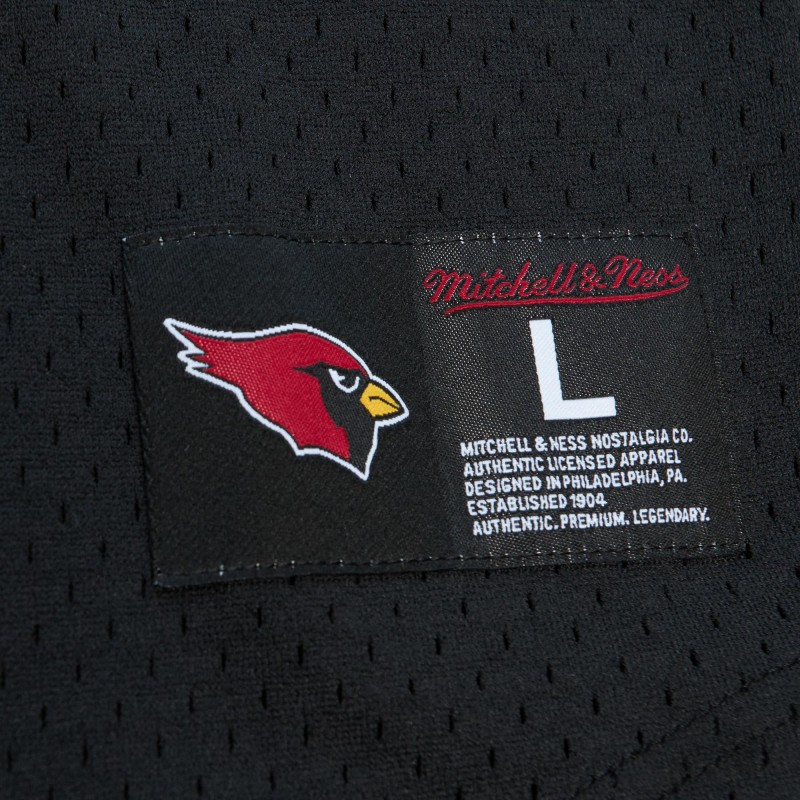 Mitchell & Ness
L
MITCHELL & NESS NOSTALGIA CO.
AUTHENTIC LICENSED APPAREL
DESIGNED IN PHILADELPHIA, PA.
ESTABLISHED 1904
AUTHENTIC. PREMIUM. LEGENDARY.